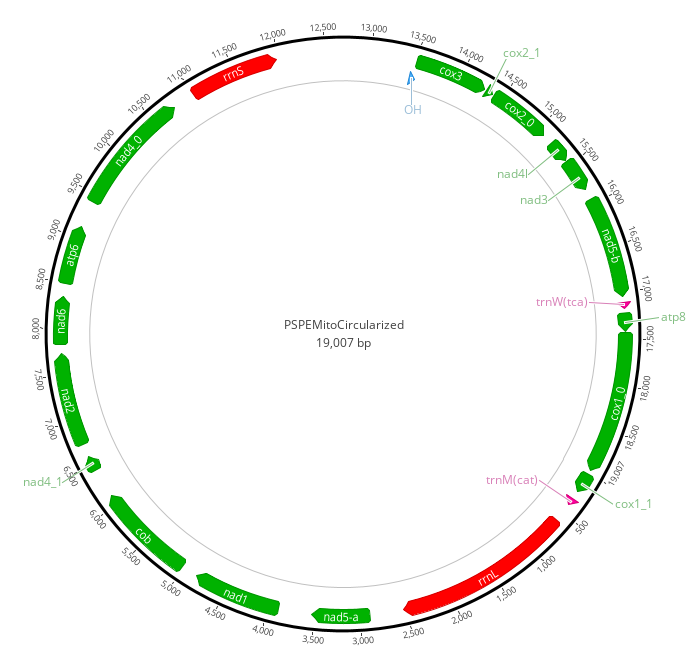 12,500
13,000
13,500
14,000
14,500
15,000
15,500
16,000
16,500
17,000
17,500
18,000
18,500
19,007
500
1,000
1,500
2,000
2,500
3,000
3,500
4,000
4,500
5,000
5,500
6,000
6,500
7,000
7,500
8,000
8,500
9,000
9,500
10,000
10,500
11,000
11,500
12,000
cox3
cox2_1
cox2_0
nad4l
nad3
nad5-b
trnW(tca)
atp8
cox1_0
cox1_1
trnM(cat)
rrnL
nad5-a
nad1
cob
nad4_1
nad2
nad6
atp6
nad4_0
rrnS
OH
PSPEMitoCircularized
19,007 bp